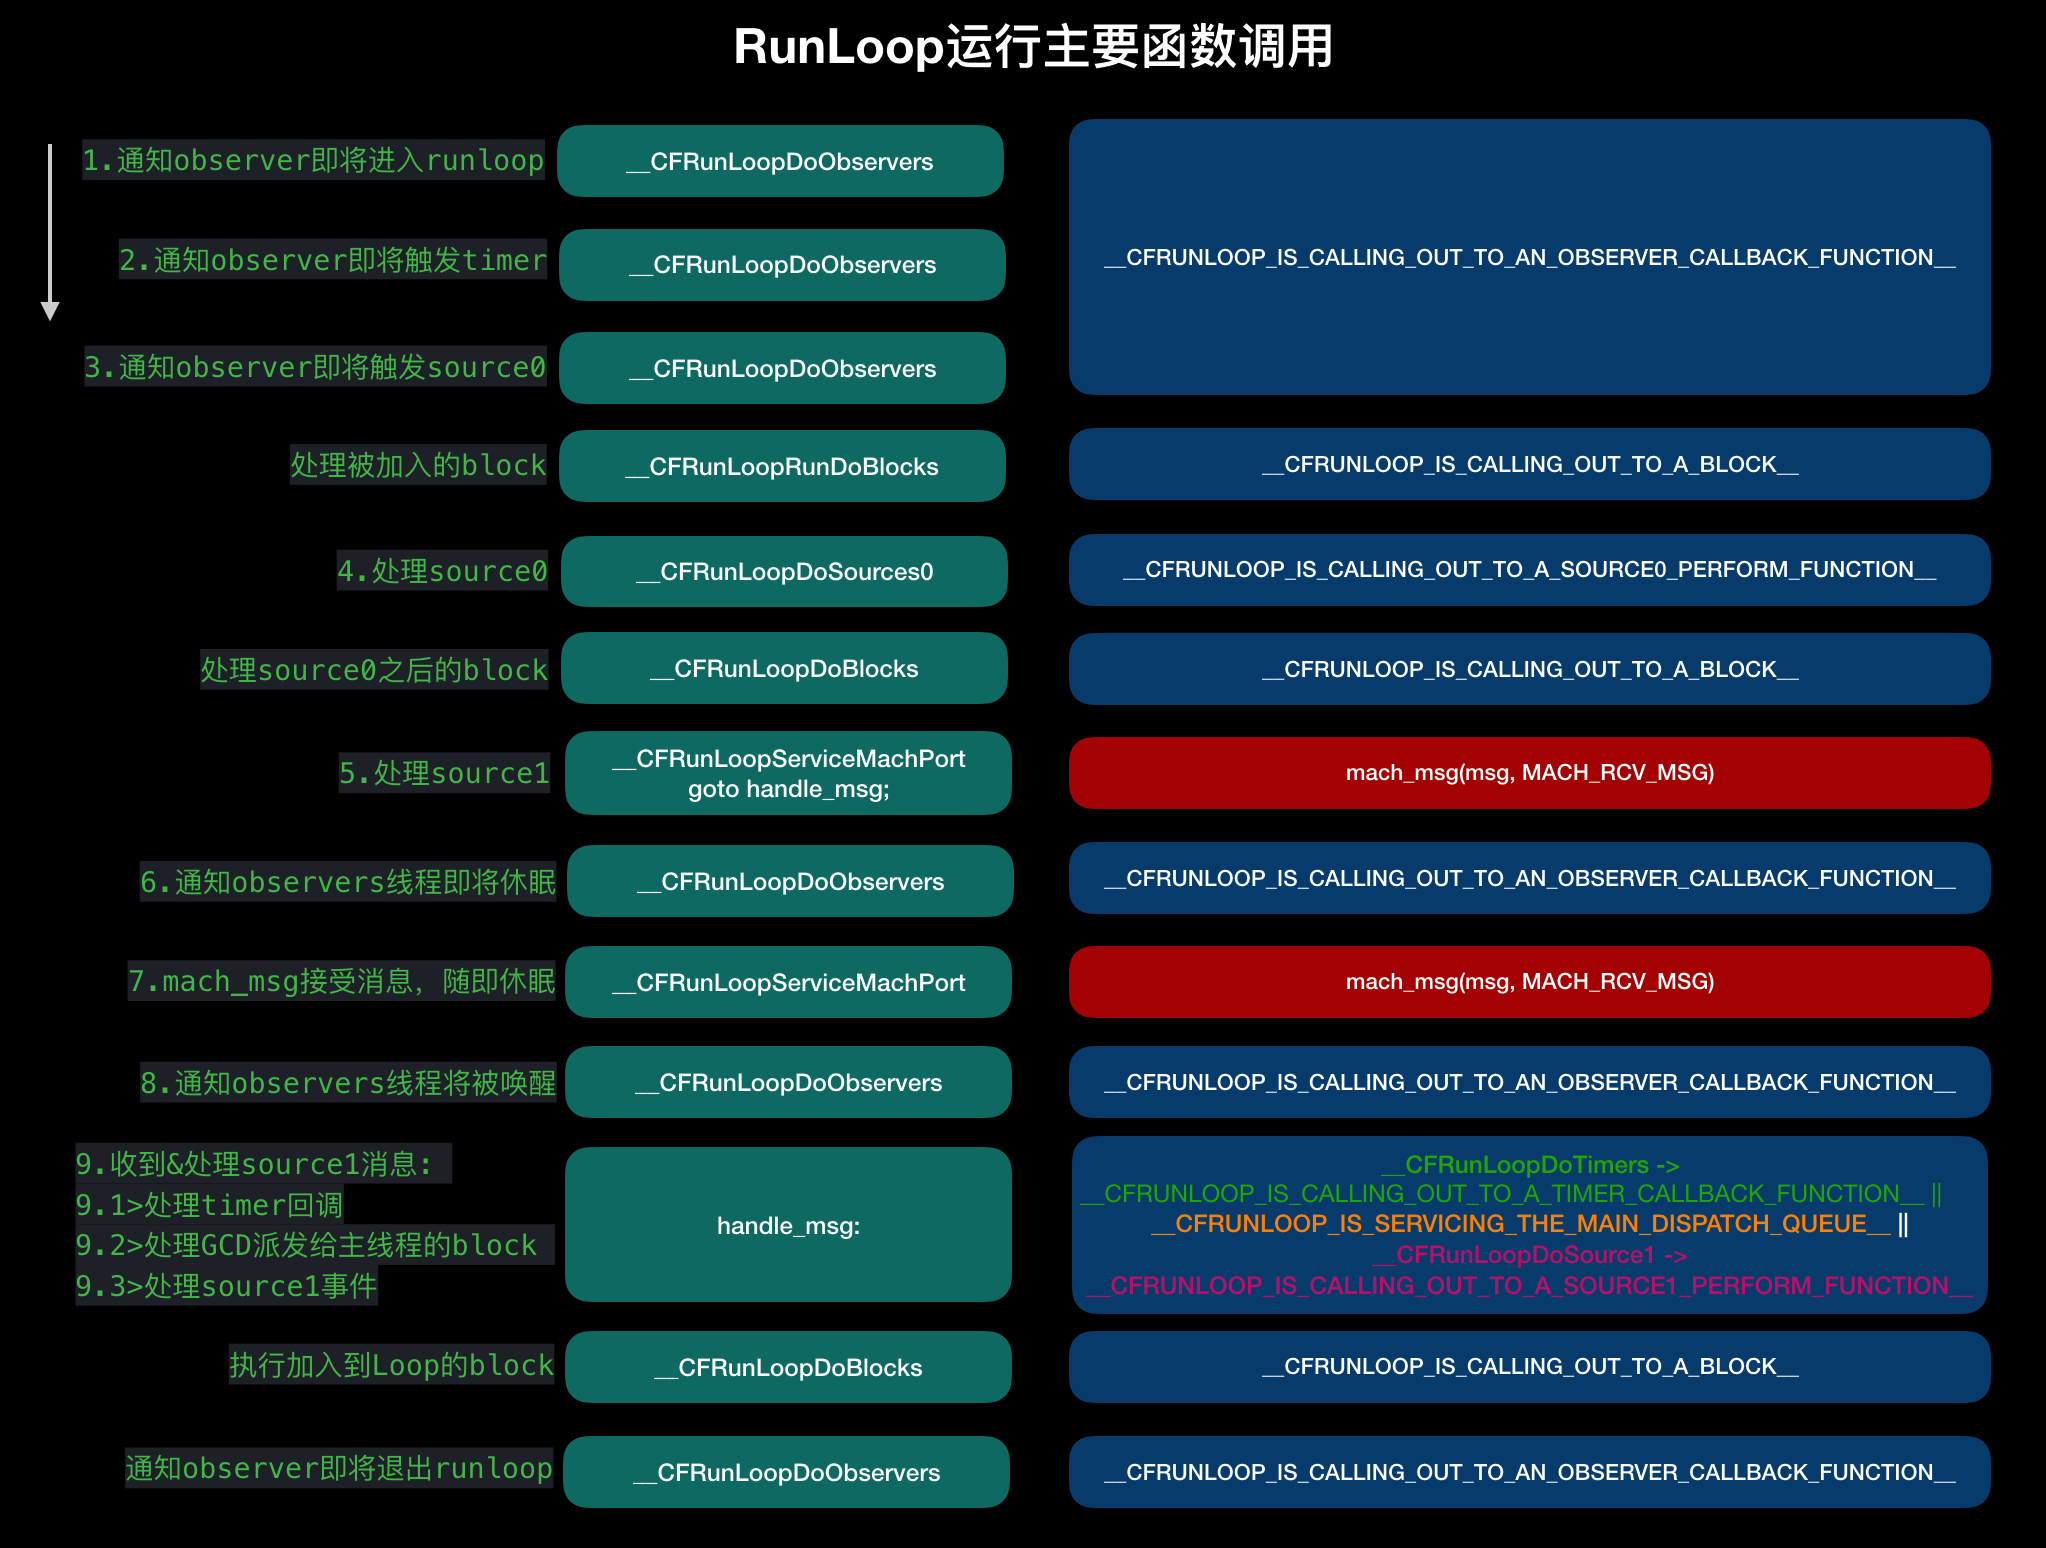 RunLoop运行主要函数调用
1.通知observer即将进入runloop
__CFRunLoopDoObservers
__CFRUNLOOP_IS_CALLING_OUT_TO_AN_OBSERVER_CALLBACK_FUNCTION__
2.通知observer即将触发timer
__CFRunLoopDoObservers
3.通知observer即将触发source0
__CFRunLoopDoObservers
处理被加入的block
__CFRunLoopRunDoBlocks
__CFRUNLOOP_IS_CALLING_OUT_TO_A_BLOCK__
4.处理source0
__CFRunLoopDoSources0
__CFRUNLOOP_IS_CALLING_OUT_TO_A_SOURCE0_PERFORM_FUNCTION__
处理source0之后的block
__CFRunLoopDoBlocks
__CFRUNLOOP_IS_CALLING_OUT_TO_A_BLOCK__
5.处理source1
__CFRunLoopServiceMachPort
goto handle_msg;
mach_msg(msg, MACH_RCV_MSG)
6.通知observers线程即将休眠
__CFRunLoopDoObservers
__CFRUNLOOP_IS_CALLING_OUT_TO_AN_OBSERVER_CALLBACK_FUNCTION__
7.mach_msg接受消息，随即休眠
__CFRunLoopServiceMachPort
mach_msg(msg, MACH_RCV_MSG)
8.通知observers线程将被唤醒
__CFRunLoopDoObservers
__CFRUNLOOP_IS_CALLING_OUT_TO_AN_OBSERVER_CALLBACK_FUNCTION__
9.收到&处理source1消息:
9.1>处理timer回调
9.2>处理GCD派发给主线程的block
9.3>处理source1事件
handle_msg:
__CFRunLoopDoTimers ->
__CFRUNLOOP_IS_CALLING_OUT_TO_A_TIMER_CALLBACK_FUNCTION__ ||
__CFRUNLOOP_IS_SERVICING_THE_MAIN_DISPATCH_QUEUE__ ||
__CFRunLoopDoSource1 ->
__CFRUNLOOP_IS_CALLING_OUT_TO_A_SOURCE1_PERFORM_FUNCTION__
执行加入到Loop的block
__CFRunLoopDoBlocks
__CFRUNLOOP_IS_CALLING_OUT_TO_A_BLOCK__
通知observer即将退出runloop
__CFRunLoopDoObservers
__CFRUNLOOP_IS_CALLING_OUT_TO_AN_OBSERVER_CALLBACK_FUNCTION__